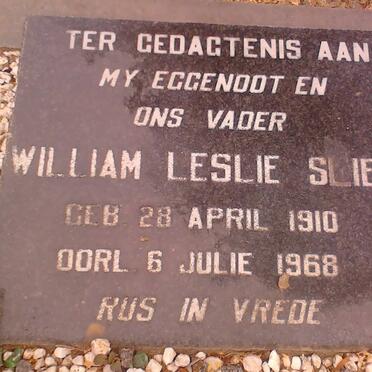 TER GEDAGTENIS AAN
MY EGGENOOT EN
ONS VADER
WILLIAM LESLIE
GEB. 28 APRIL 1910
OORL 6 JULIE 1968
RUS IN VREDE